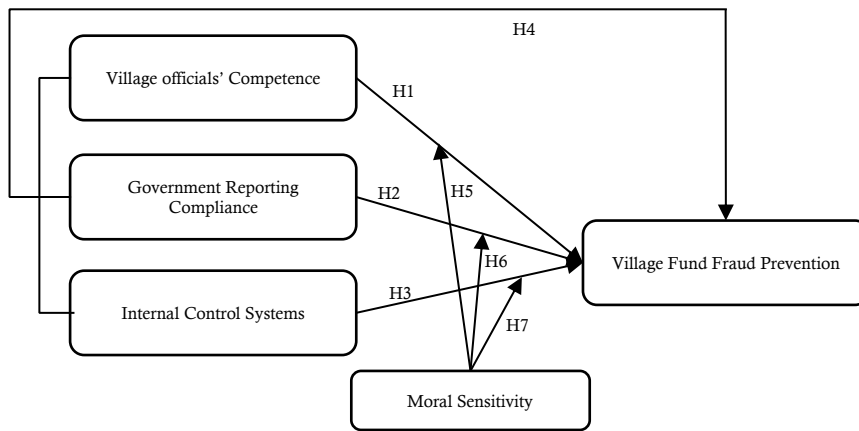 H4
Village officials' Competence
H1
Government Reporting
Compliance
H2
H5
Village Fund Fraud Prevention
H6
Internal Control Systems
H3
H7
Moral Sensitivity